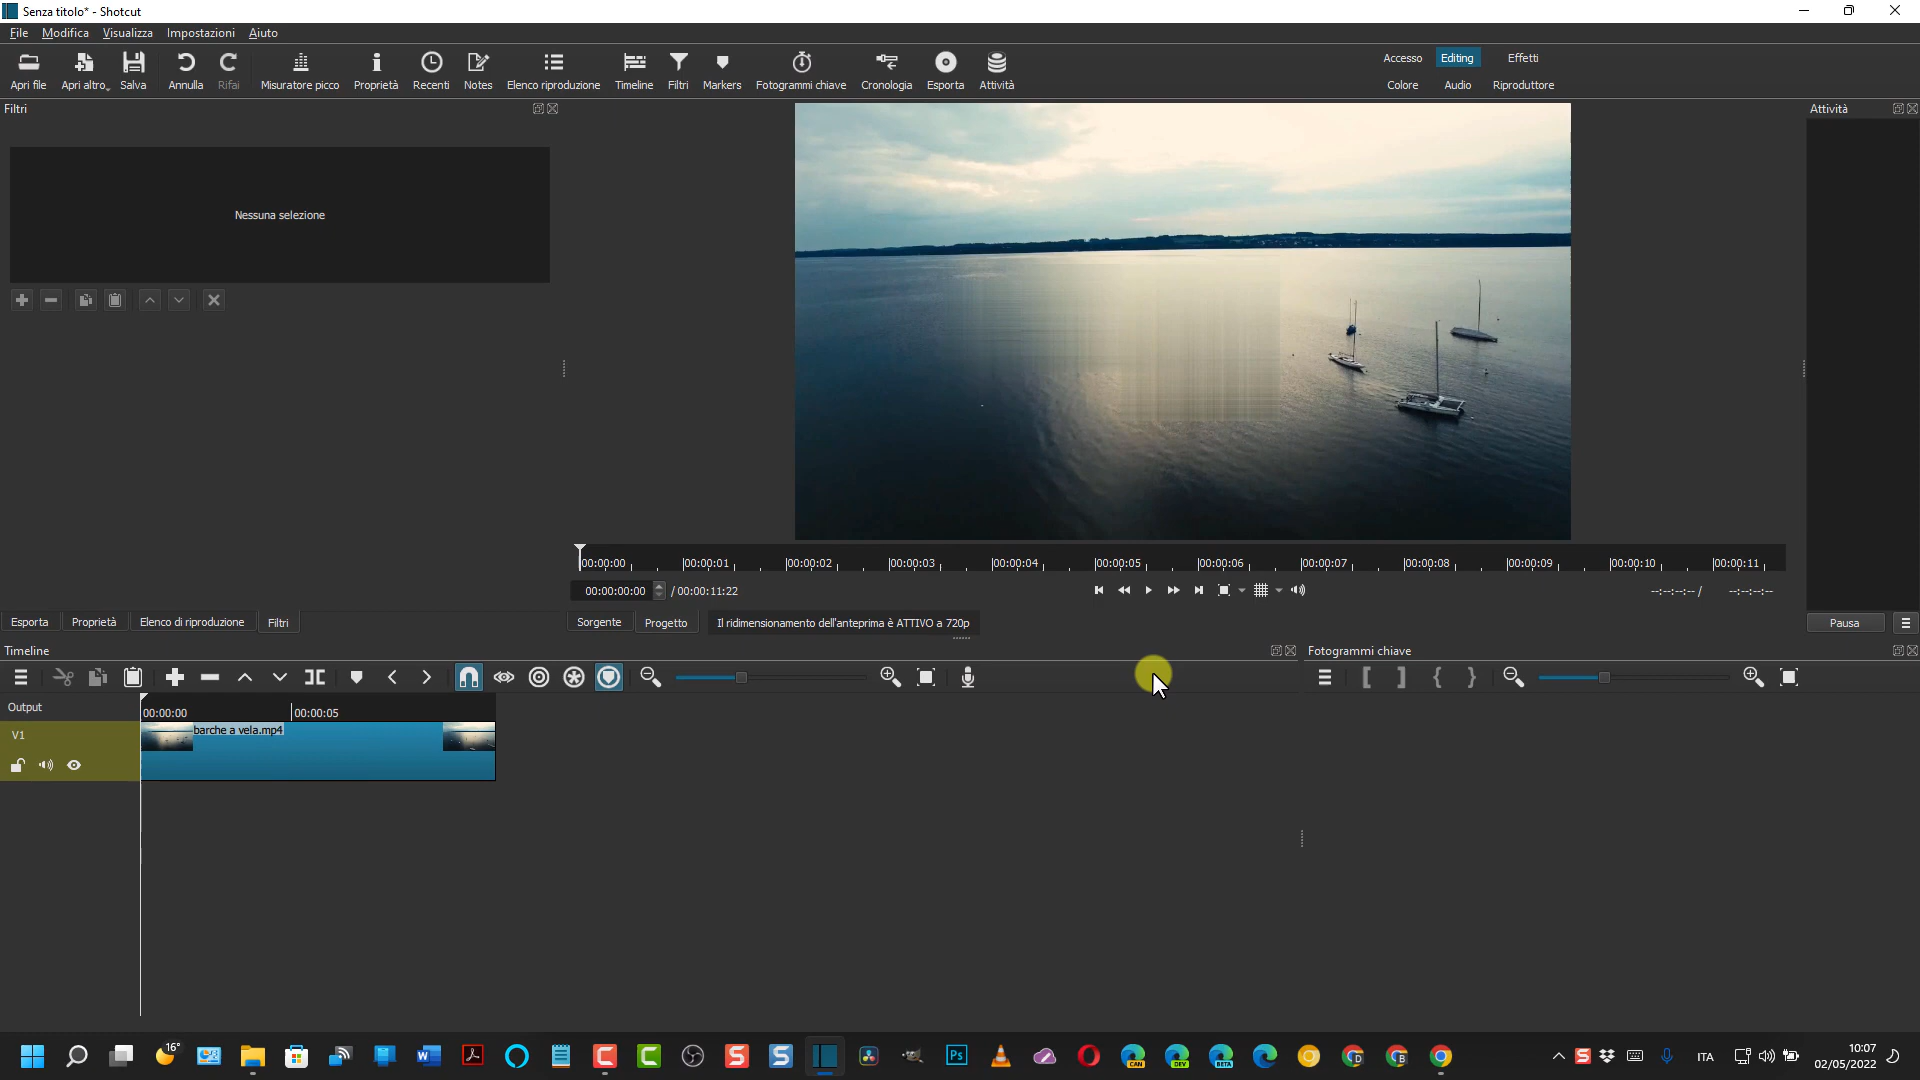 Senza titolo* - Shotcut
File Modifica Visualizza Impostazioni Aiuto
Apri file Apri altro Salva Annulla Rifai Misuratore picco Proprietà Recenti Notes Elenco riproduzione Timeline Filtri Markers Fotogrammi chiave Cronologia Esporta Attività
Accesso Editing Effetti
Colore Audio Riproduttore
Filtri
Attività
Nessuna selezione
00:00:00 00:00:01 00:00:02 00:00:03 00:00:04 00:00:05 00:00:06 00:00:07 00:00:08 00:00:09 00:00:10 00:00:11
00:00:00:00 / 00:00:11:22
--:--:--:-- / --:--:--:--
Esporta Proprietà Elenco di riproduzione Filtri
Sorgente Progetto Il ridimensionamento dell'anteprima è ATTIVO a 720p
Pausa
Timeline
Fotogrammi chiave
Output
00:00:00 00:00:05
V1
barche a vela.mp4
16°
CAN
DEV
BETA
D
B
Ps
ITA
10:07
02/05/2022